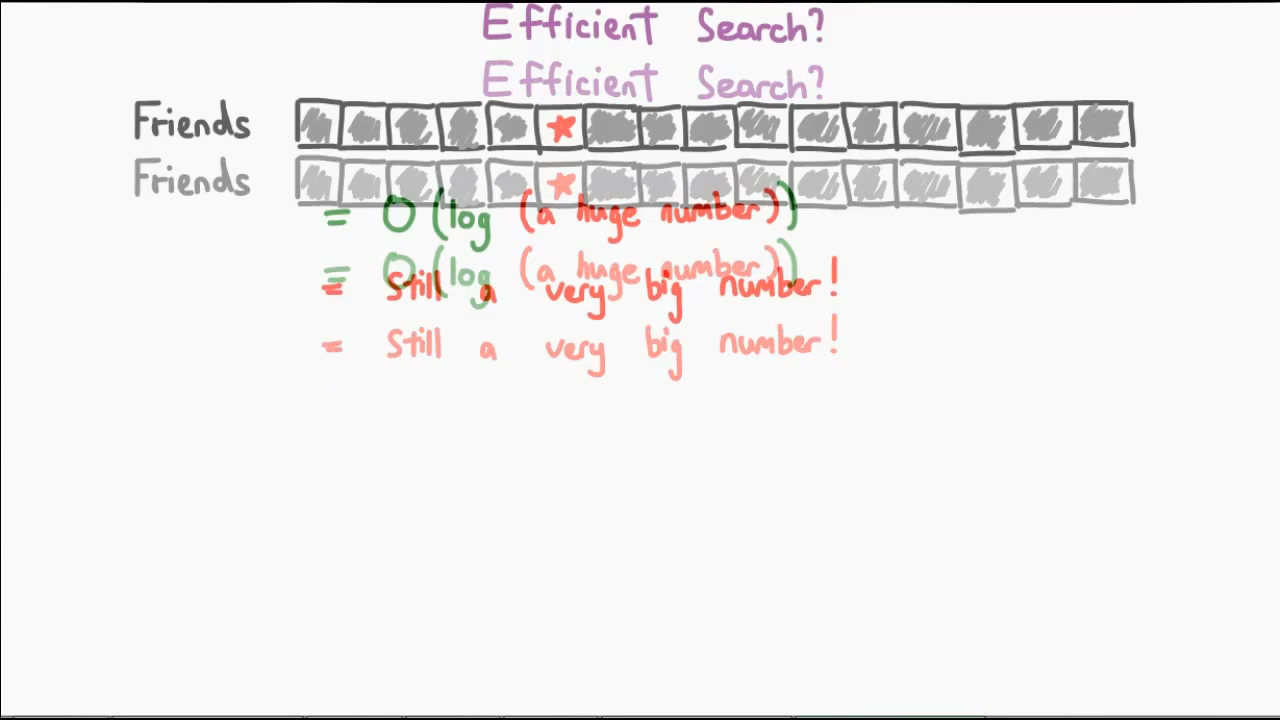 Efficient Search?
Efficient Search?
Friends
Friends
= O(log (a huge number))
= O(log (a huge number))
= Still a very big number!
= Still a very big number!